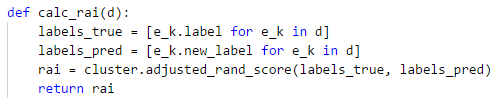 def calc_rai(d):
    labels_true = [e_k.label for e_k in d]
    labels_pred = [e_k.new_label for e_k in d]
    rai = cluster.adjusted_rand_score(labels_true, labels_pred)
    return rai